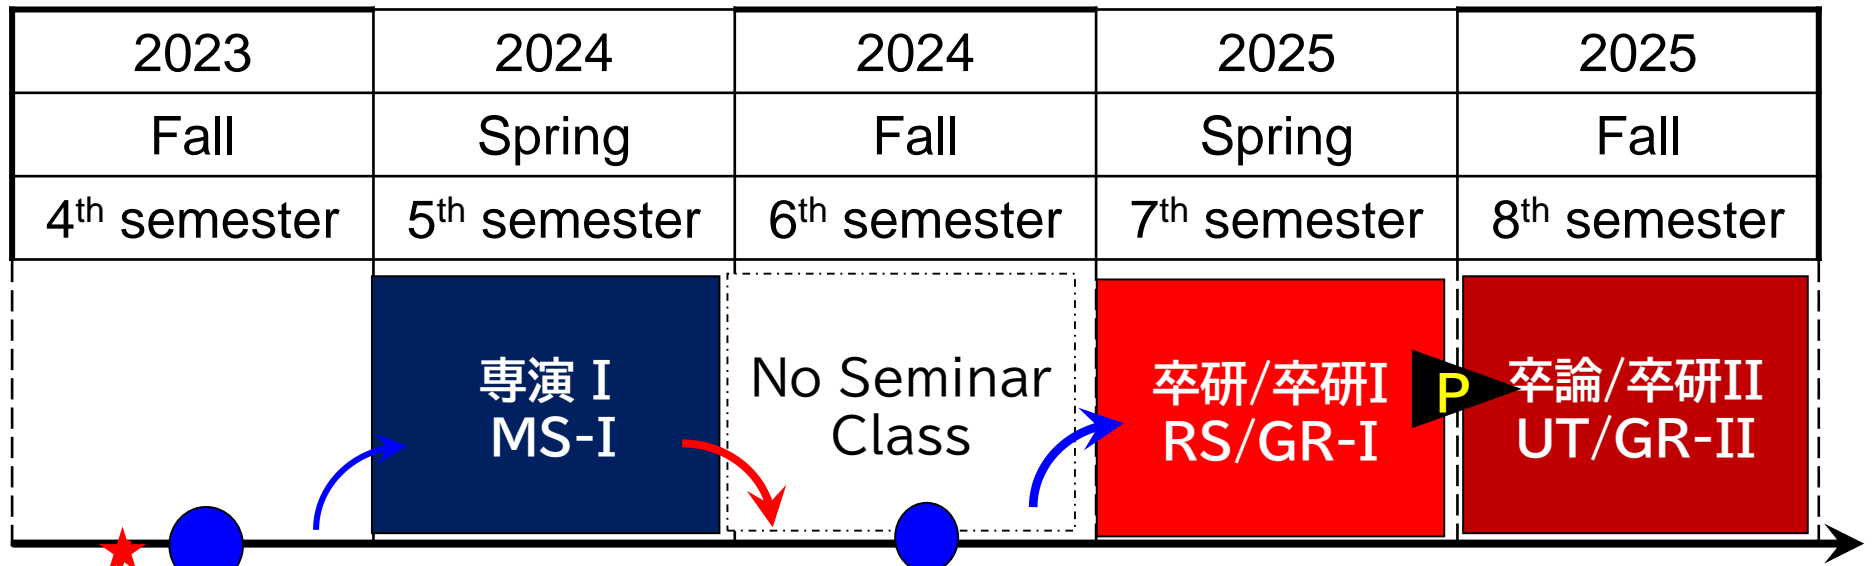 2023 2024 2024 2025 2025
Fall Spring Fall Spring Fall
4th semester 5th semester 6th semester 7th semester 8th semester
専演 I
MS-I
No Seminar
Class
卒研/卒研I
RS/GR-I
P
卒論/卒研II
UT/GR-II